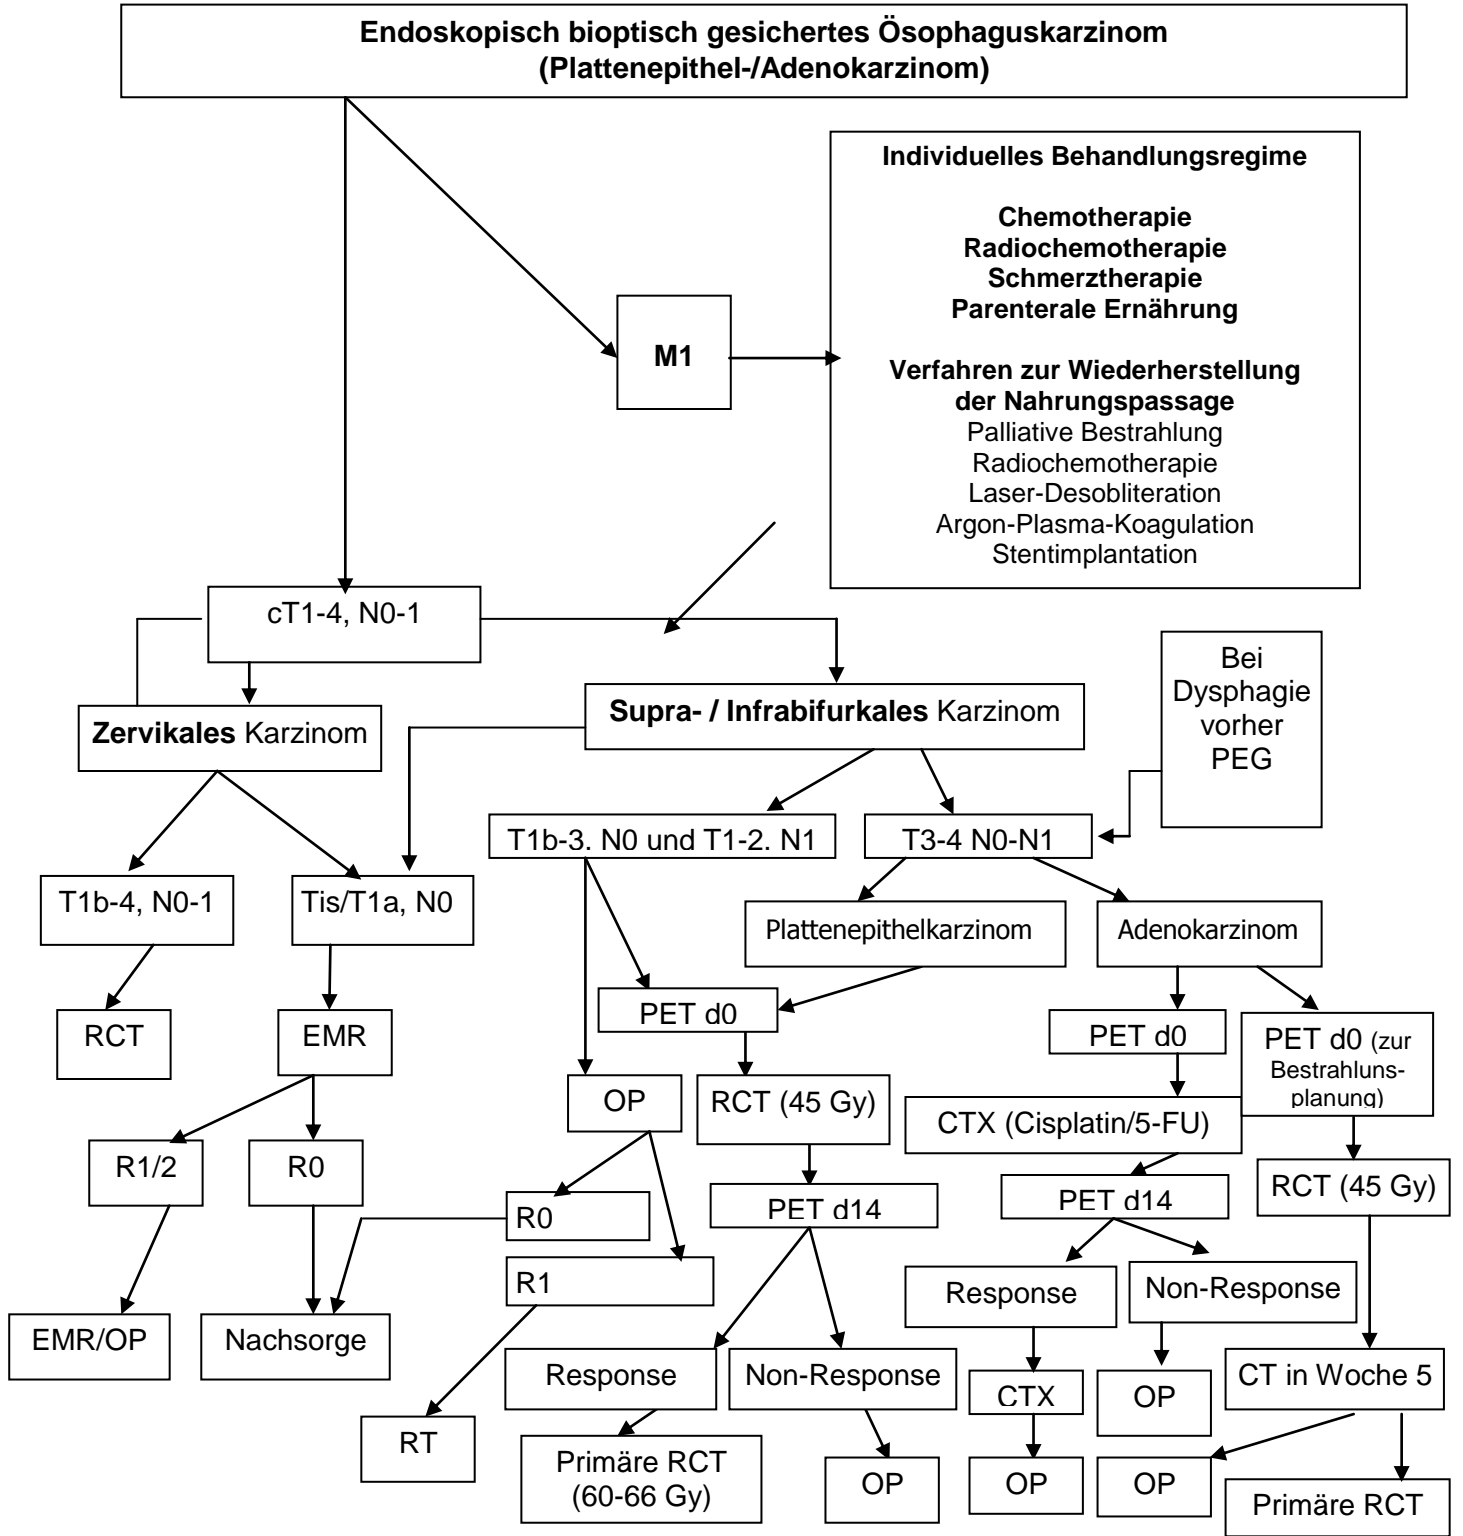 Endoskopisch bioptisch gesichertes Ösophaguskarzinom
(Plattenepithel-/Adenokarzinom)
Individuelles Behandlungsregime
Chemotherapie
Radiochemotherapie
Schmerztherapie
Parenterale Ernährung
Verfahren zur Wiederherstellung
der Nahrungspassage
Palliative Bestrahlung
Radiochemotherapie
Laser-Desobliteration
Argon-Plasma-Koagulation
Stentimplantation
M1
cT1-4, N0-1
Bei
Dysphagie
vorher
PEG
Zervikales Karzinom
Supra- / Infrabifurkales Karzinom
T1b-3. N0 und T1-2. N1
T3-4 N0-N1
T1b-4, N0-1
Tis/T1a, N0
Plattenepithelkarzinom
Adenokarzinom
RCT
EMR
PET d0
PET d0
PET d0 (zur
Bestrahluns-
planung)
OP
RCT (45 Gy)
CTX (Cisplatin/5-FU)
R1/2
R0
R0
PET d14
PET d14
RCT (45 Gy)
R1
Response
Non-Response
EMR/OP
Nachsorge
Response
Non-Response
CTX
OP
CT in Woche 5
RT
Primäre RCT
(60-66 Gy)
OP
OP
OP
Primäre RCT